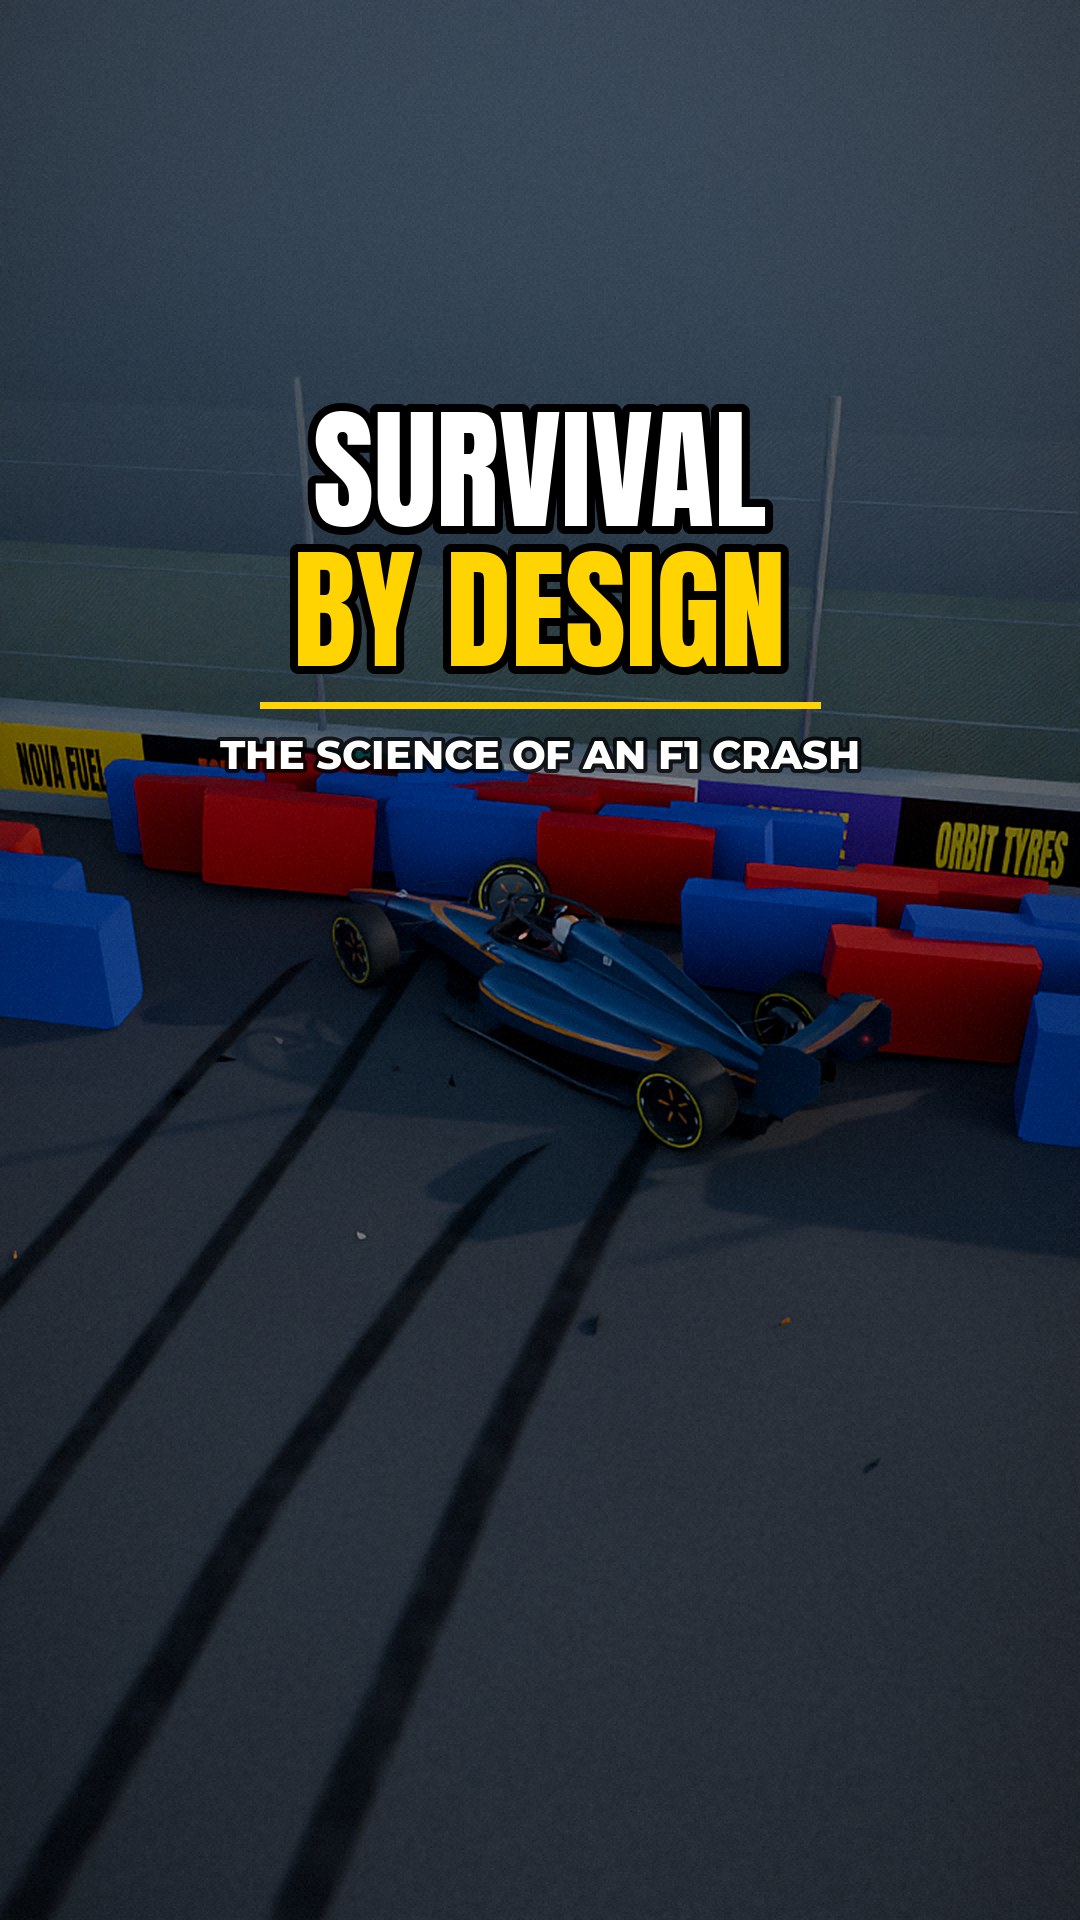 SURVIVAL
BY DESIGN
THE SCIENCE OF AN F1 CRASH
NOVA FUEL
ORBIT TYRES